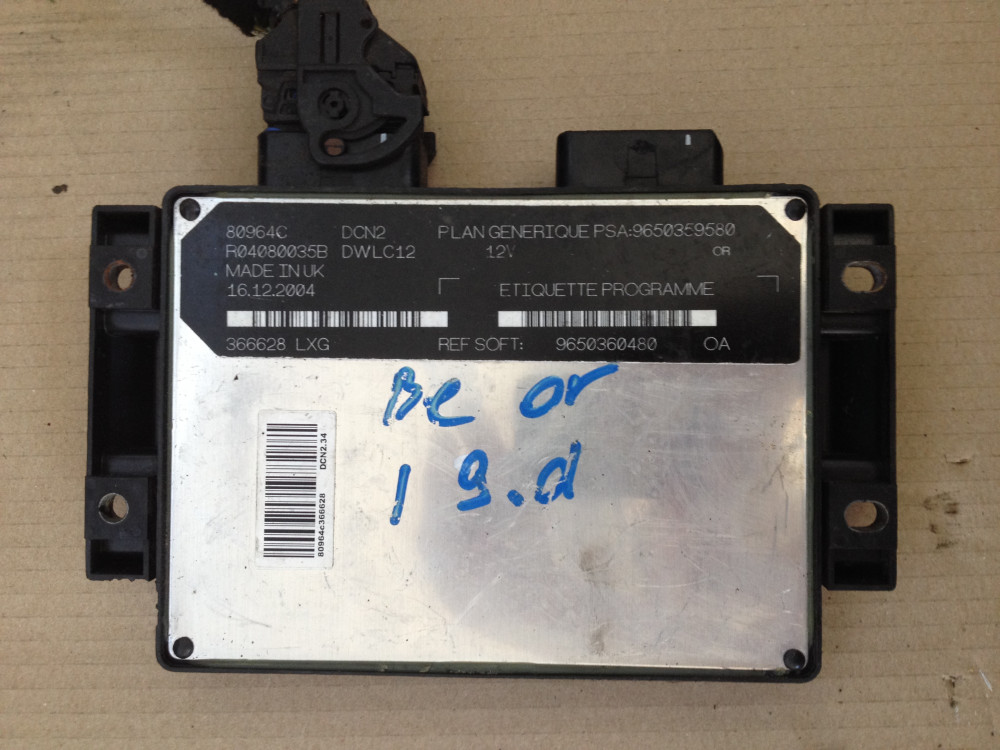 80964C DCN2 PLAN GENERIQUE PSA:9650359580
R04080035B DWLC12 12V OR
MADE IN UK
16.12.2004 ETIQUETTE PROGRAMME
366628 LXG REF SOFT: 9650360480 OA
Be or
1 9.d
80964c366628 DCN2.34